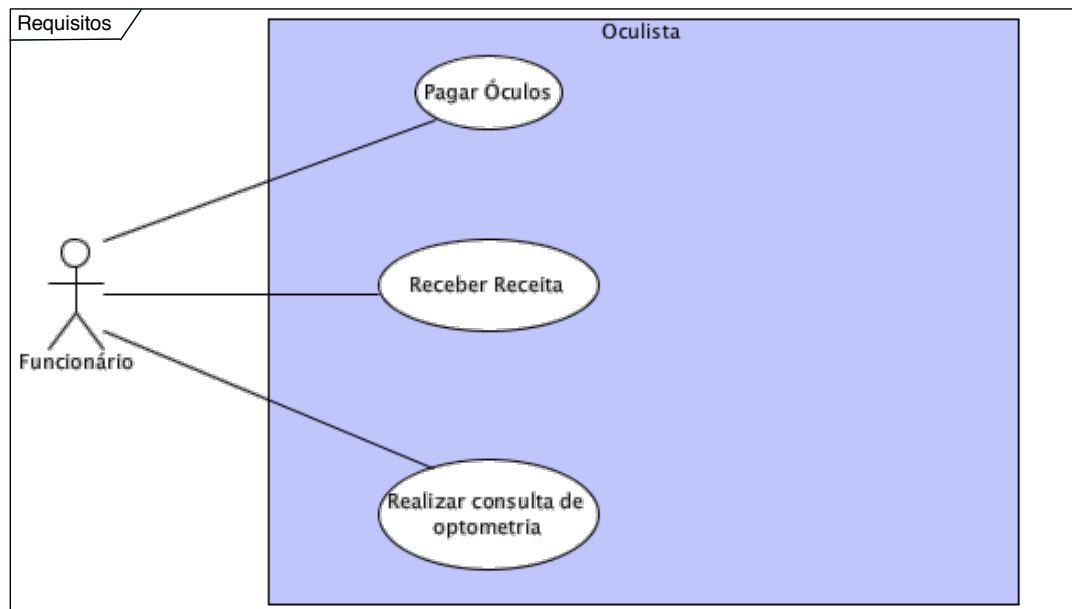 Requisitos
Oculista
Pagar Óculos
Receber Receita
Funcionário
Realizar consulta de
optometria